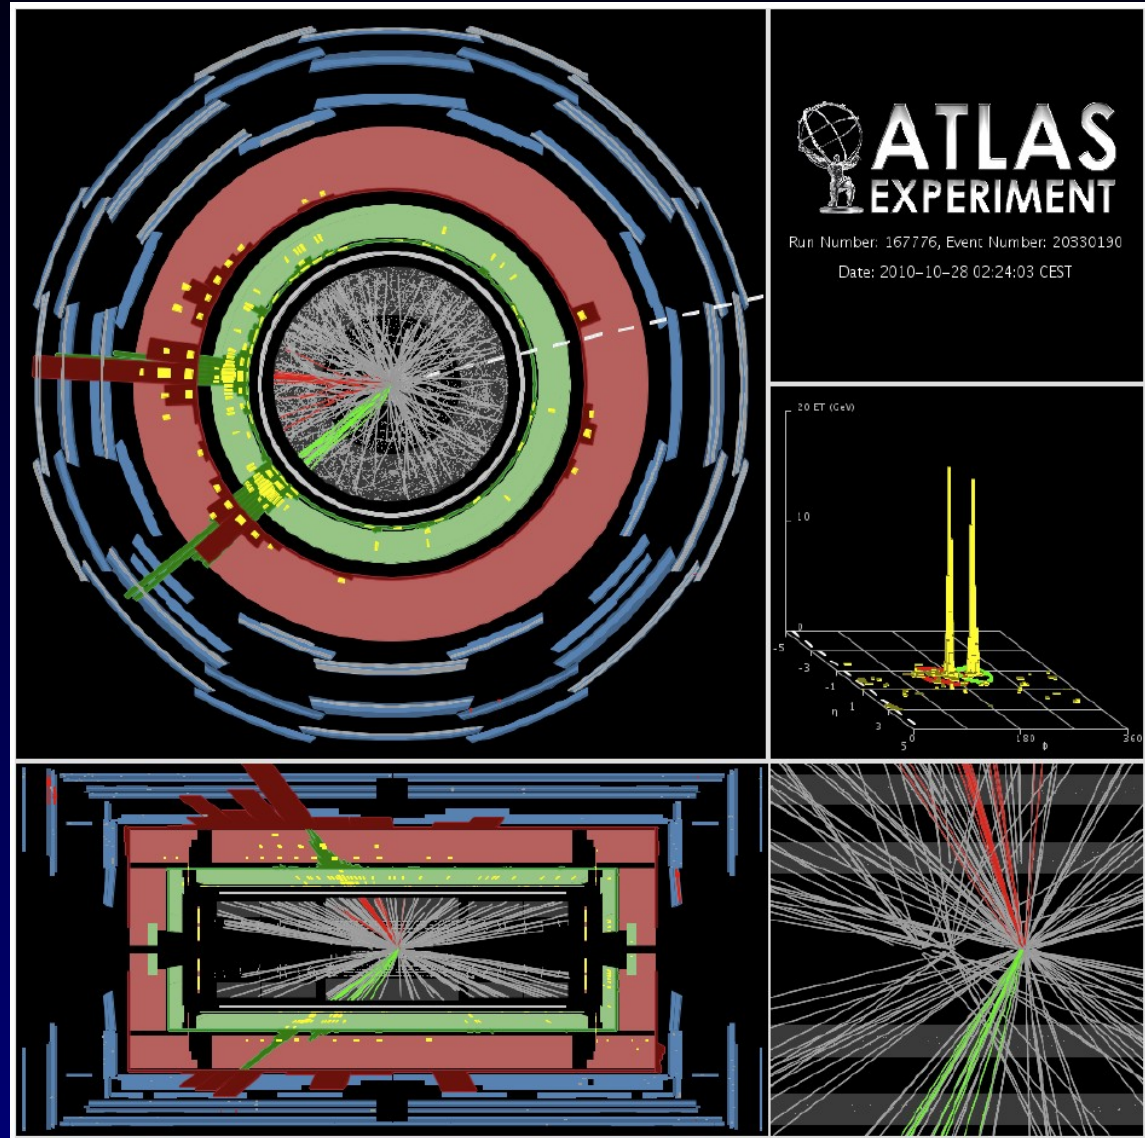 ATLAS
EXPERIMENT
Run Number: 167776, Event Number: 20330190
Date: 2010-10-28 02:24:03 CEST
20 ET (GeV)
10
0
-5
-3
-1
η 1
3
5
0
180
Φ
360